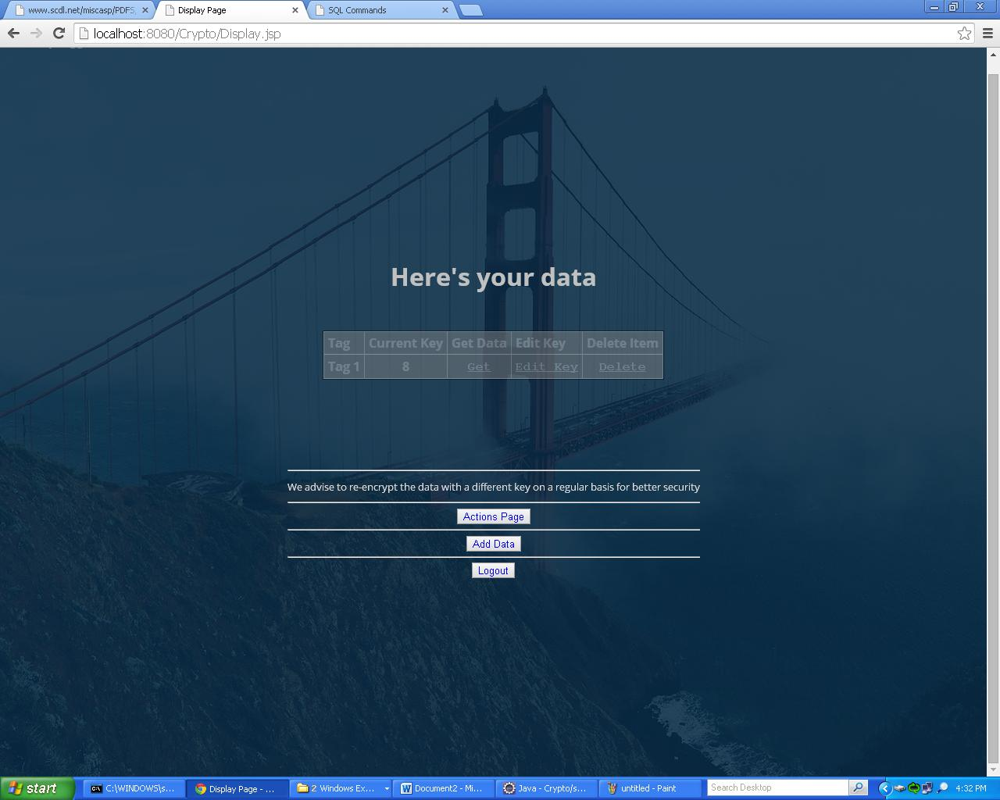 www.scdl.net/miscasp/PDFS,
Display Page
SQL Commands
localhost:8080/Crypto/Display.jsp
Here's your data
Tag Current Key Get Data Edit Key Delete Item
Tag 1 8 Get Edit Key Delete
We advise to re-encrypt the data with a different key on a regular basis for better security
Actions Page
Add Data
Logout
start C:\WINDOWS\s... Display Page - ... 2 Windows Ex... Document2 - Mi... Java - Crypto/s... untitled - Paint Search Desktop 4:32 PM